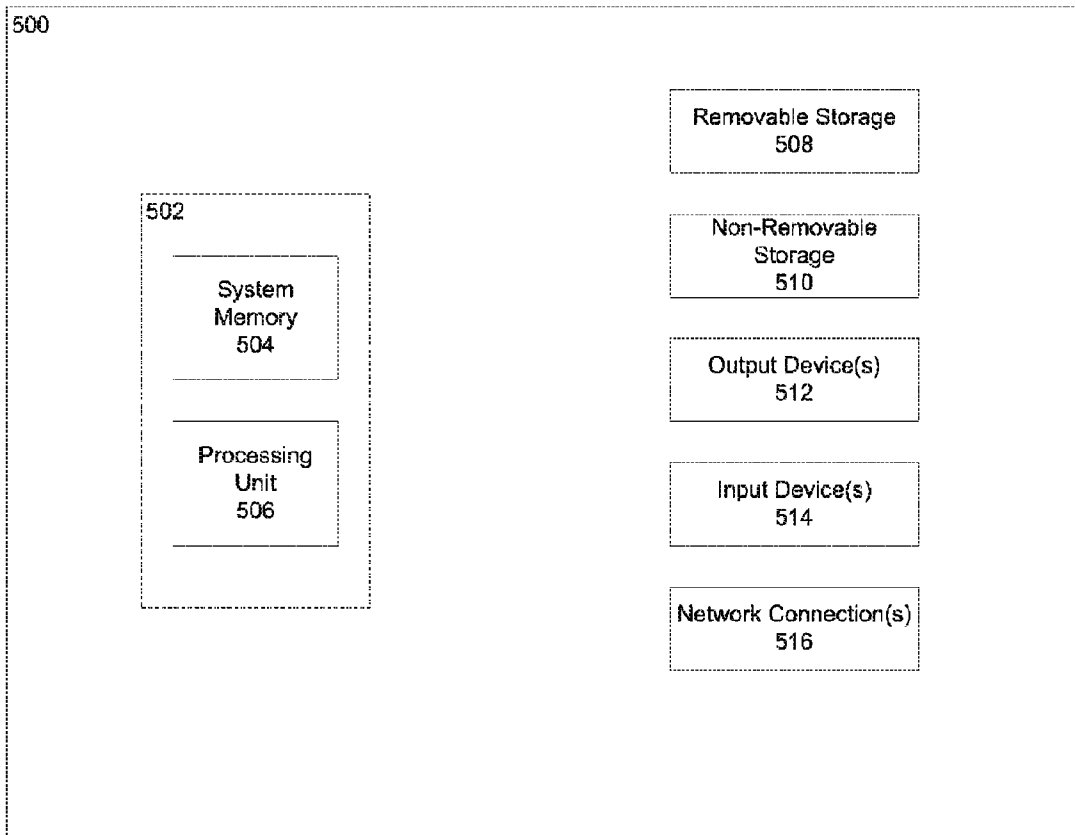 500
502
System
Memory
504
Processing
Unit
506
Removable Storage
508
Non-Removable
Storage
510
Output Device(s)
512
Input Device(s)
514
Network Connection(s)
516